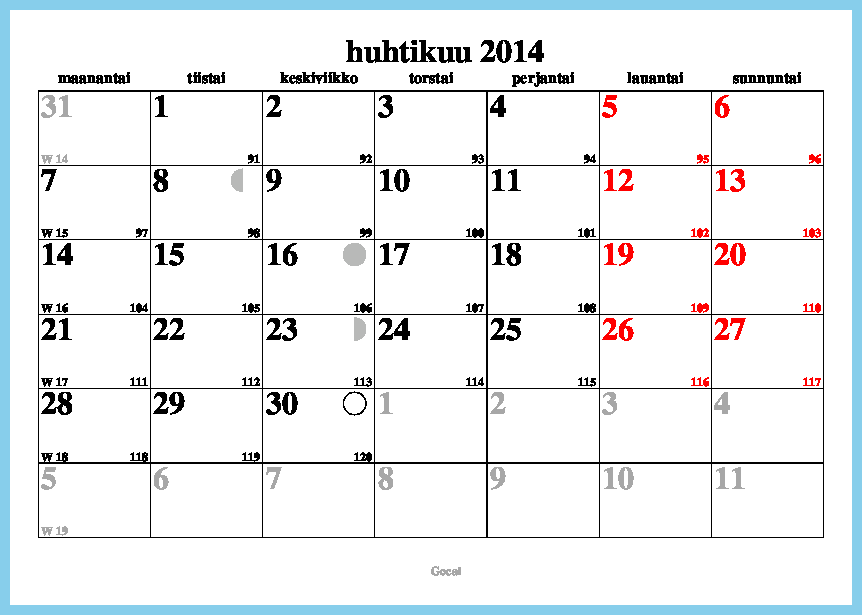 huhtikuu 2014
maanantai tiistai keskiviikko torstai perjantai lauantai sunnuntai
31 1 2 3 4 5 6
W 14 91 92 93 94 95 96
7 8 9 10 11 12 13
W 15 97 98 99 100 101 102 103
14 15 16 17 18 19 20
W 16 104 105 106 107 108 109 110
21 22 23 24 25 26 27
W 17 111 112 113 114 115 116 117
28 29 30 1 2 3 4
W 18 118 119 120
5 6 7 8 9 10 11
W 19
Gocal